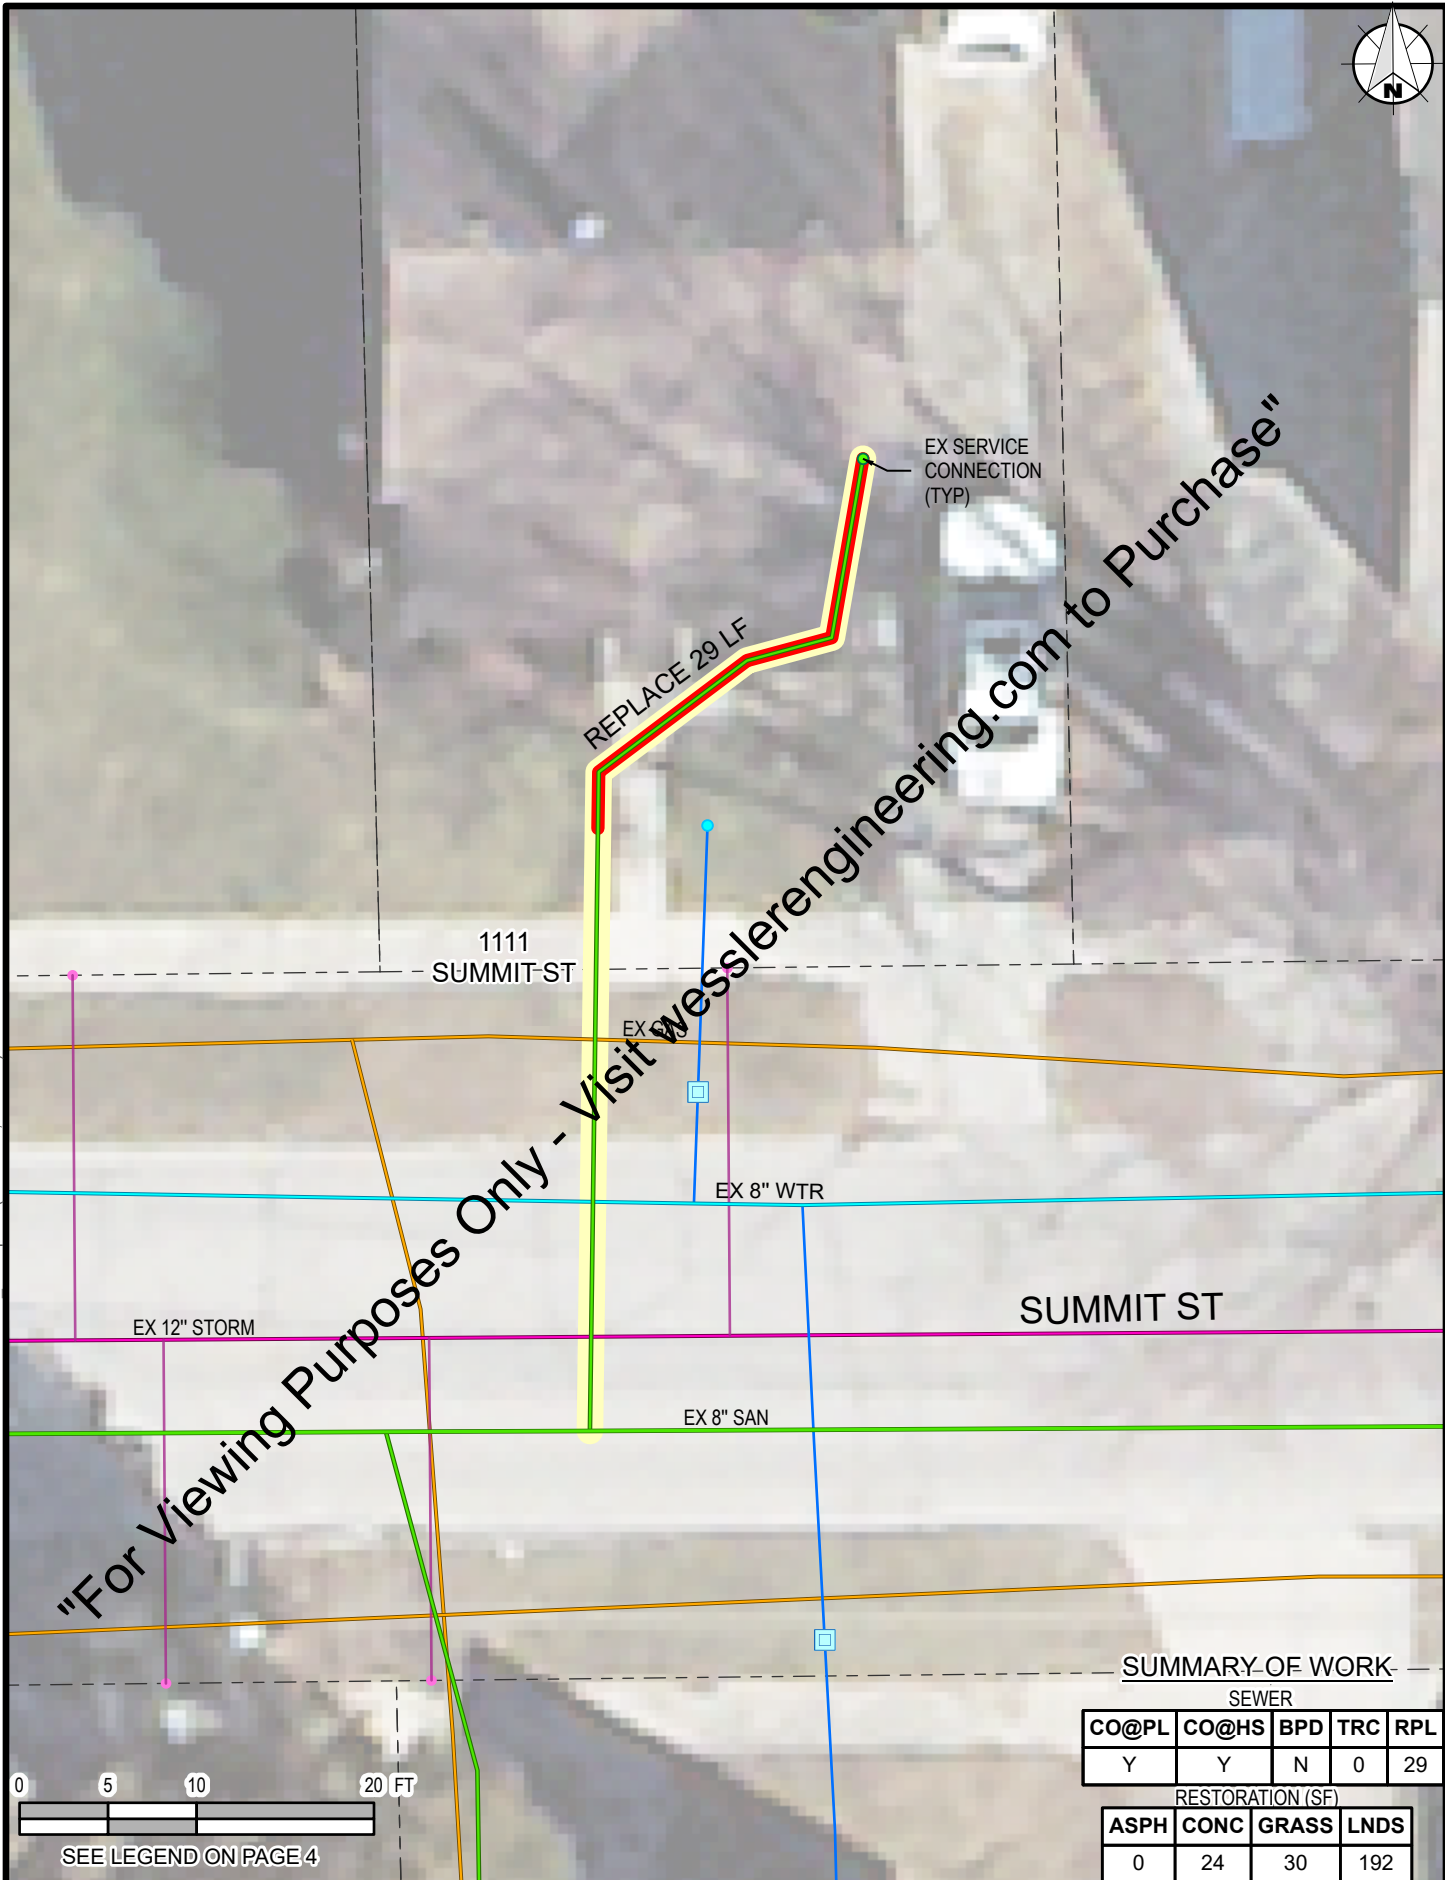 N
EX SERVICE
CONNECTION
(TYP)
REPLACE 29 LF
"For Viewing Purposes Only - Visit wesslerengineering.com to Purchase"
1111
SUMMIT ST
EX GAS
EX 8" WTR
SUMMIT ST
EX 12" STORM
EX 8" SAN
SUMMARY OF WORK
SEWER
CO@PL CO@HS BPD TRC RPL
Y Y N 0 29
RESTORATION (SF)
ASPH CONC GRASS LNDS
0 24 30 192
0 5 10 20 FT
SEE LEGEND ON PAGE 4